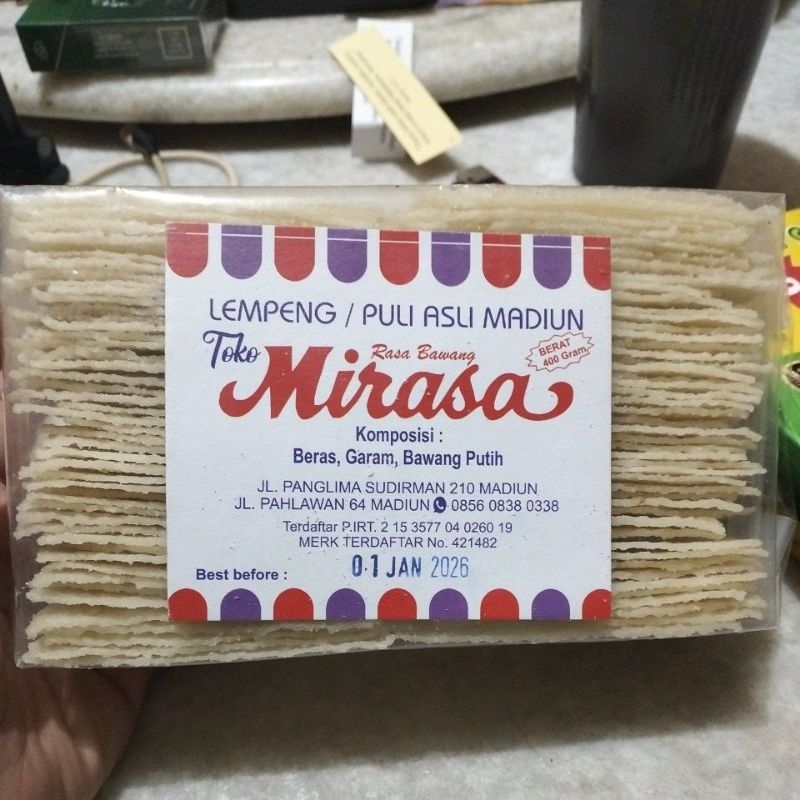 LEMPENG / PULI ASLI MADIUN
Toko
Rasa Bawang
Mirasa
BERAT
400 Gram
Komposisi :
Beras, Garam, Bawang Putih
JL. PANGLIMA SUDIRMAN 210 MADIUN
JL. PAHLAWAN 64 MADIUN 0856 0838 0338
Terdaftar P.IRT. 2 15 3577 04 0260 19
MERK TERDAFTAR No. 421482
Best before : 01 JAN 2026